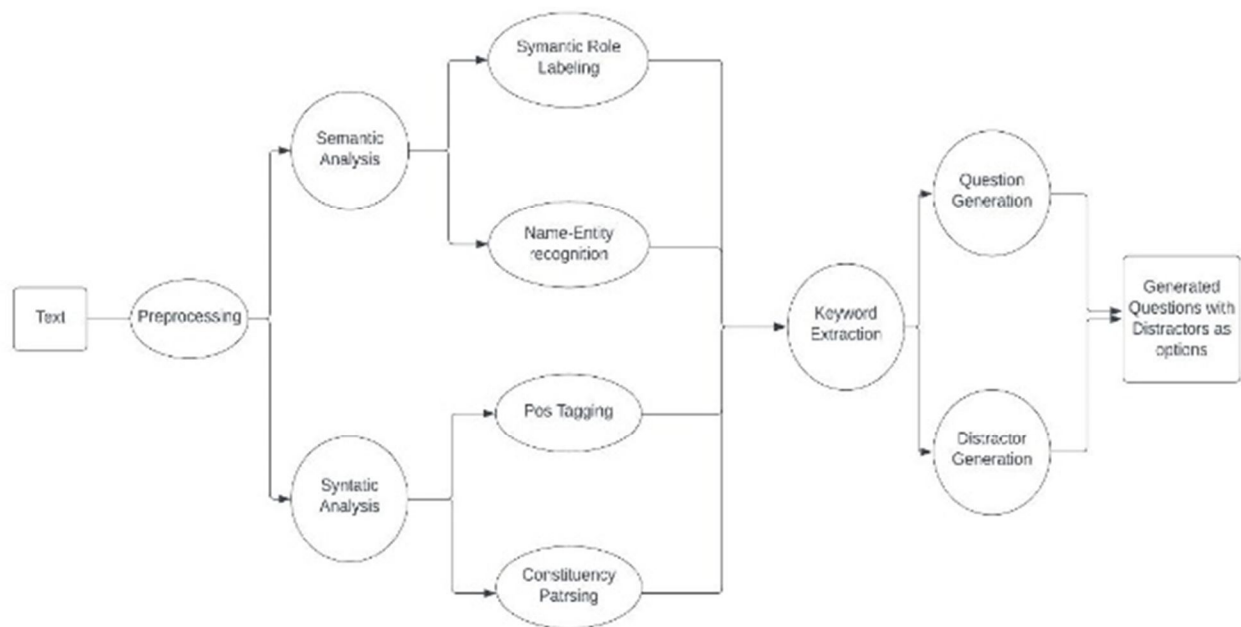 Text
Preprocessing
Semantic
Analysis
Syntatic
Analysis
Symantic Role
Labeling
Name-Entity
recognition
Pos Tagging
Constituency
Patrsing
Keyword
Extraction
Question
Generation
Distractor
Generation
Generated
Questions with
Distractors as
options